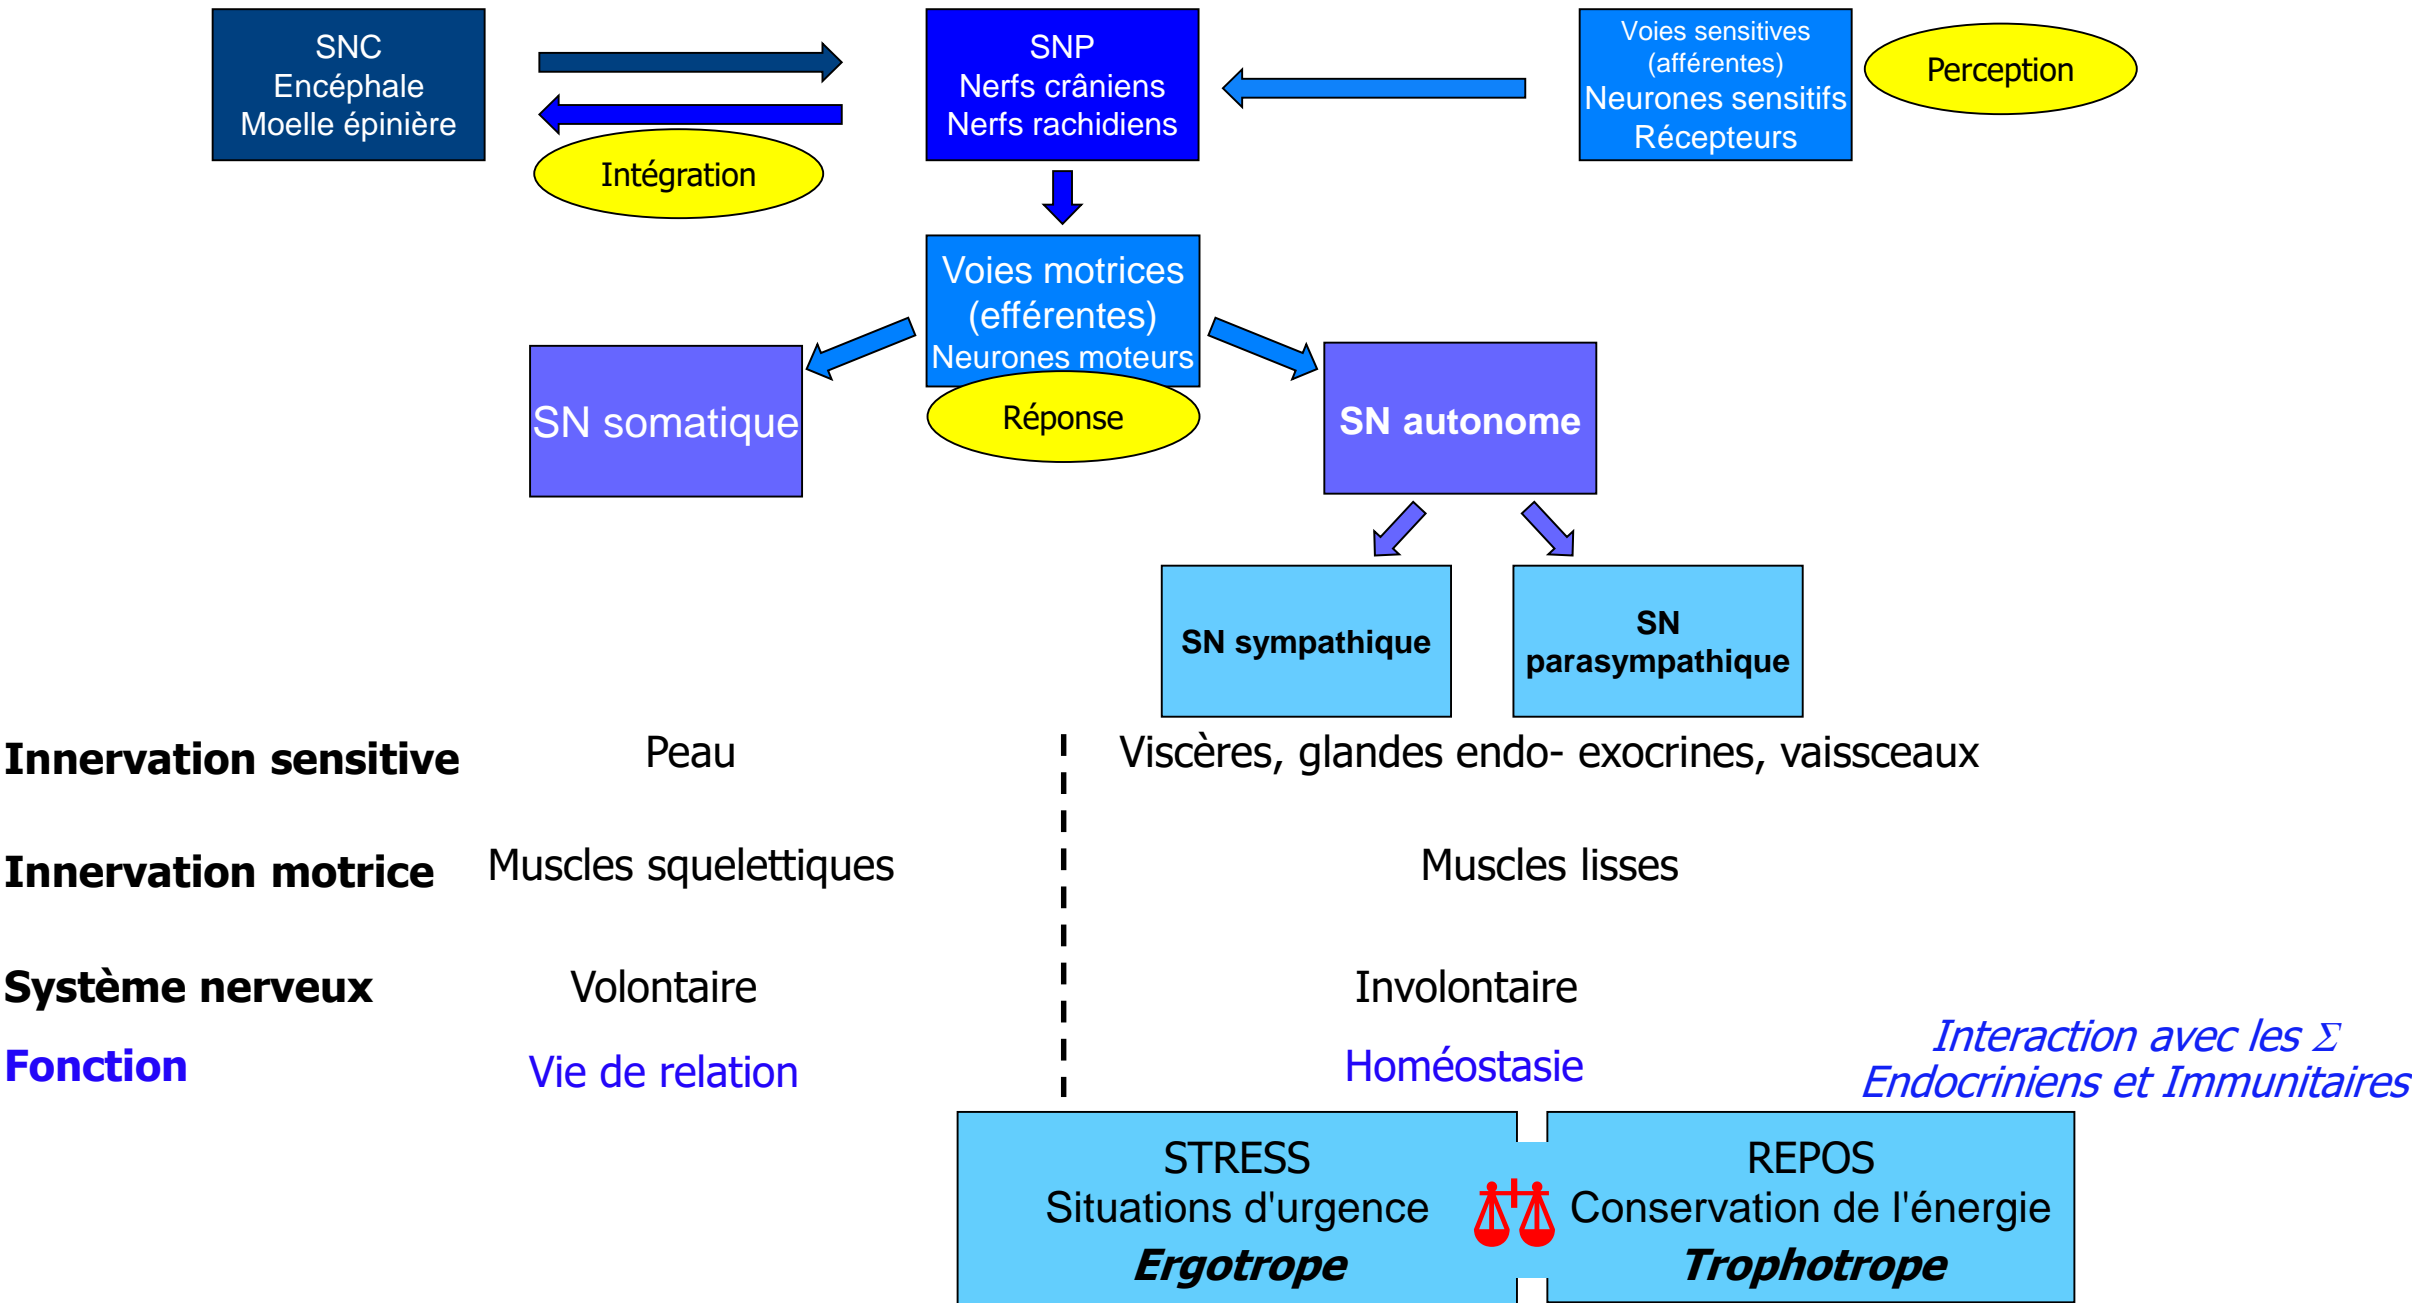 SNC
Encéphale
Moelle épinière
SNP
Nerfs crâniens
Nerfs rachidiens
Voies sensitives
(afférentes)
Neurones sensitifs
Récepteurs
Perception
Intégration
Voies motrices
(efférentes)
Neurones moteurs
Réponse
SN somatique
SN autonome
SN sympathique
SN
parasympathique
Innervation sensitive
Peau
Viscères, glandes endo- exocrines, vaissceaux
Innervation motrice
Muscles squelettiques
Muscles lisses
Système nerveux
Volontaire
Involontaire
Fonction
Vie de relation
Homéostasie
Interaction avec les Σ
Endocriniens et Immunitaires
STRESS
Situations d'urgence
Ergotrope
REPOS
Conservation de l'énergie
Trophotrope